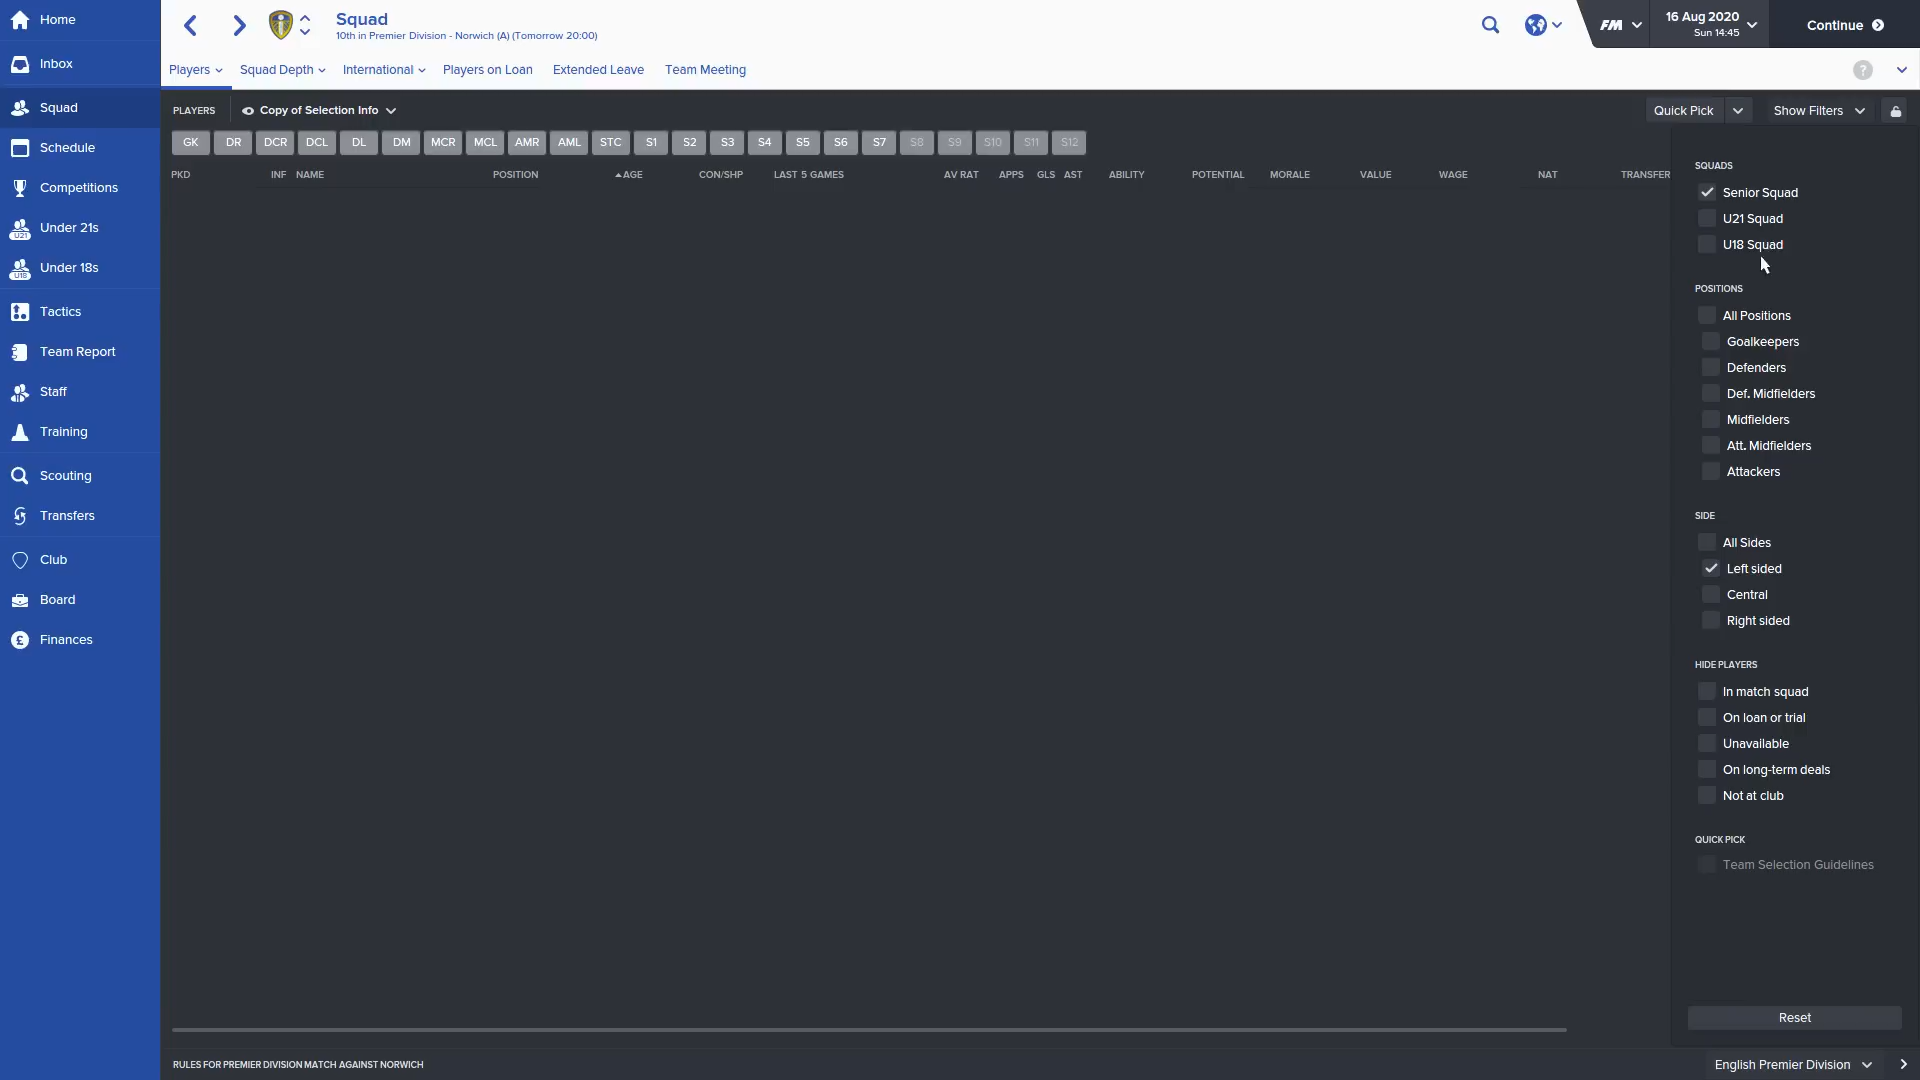 Home
Inbox
Squad
Schedule
Competitions
Under 21s
U21
Under 18s
U18
Tactics
Team Report
Staff
Training
Scouting
Transfers
Club
Board
Finances
Squad
10th in Premier Division - Norwich (A) (Tomorrow 20:00)
FM
16 Aug 2020
Sun 14:45
Continue
Players Squad Depth International Players on Loan Extended Leave Team Meeting
?
PLAYERS Copy of Selection Info Quick Pick Show Filters
GK DR DCR DCL DL DM MCR MCL AMR AML STC S1 S2 S3 S4 S5 S6 S7 S8 S9 S10 S11 S12
PKD INF NAME POSITION AGE CON/SHP LAST 5 GAMES AV RAT APPS GLS AST ABILITY POTENTIAL MORALE VALUE WAGE NAT TRANSFER
SQUADS
Senior Squad
U21 Squad
U18 Squad
POSITIONS
All Positions
Goalkeepers
Defenders
Def. Midfielders
Midfielders
Att. Midfielders
Attackers
SIDE
All Sides
Left sided
Central
Right sided
HIDE PLAYERS
In match squad
On loan or trial
Unavailable
On long-term deals
Not at club
QUICK PICK
Team Selection Guidelines
Reset
RULES FOR PREMIER DIVISION MATCH AGAINST NORWICH English Premier Division